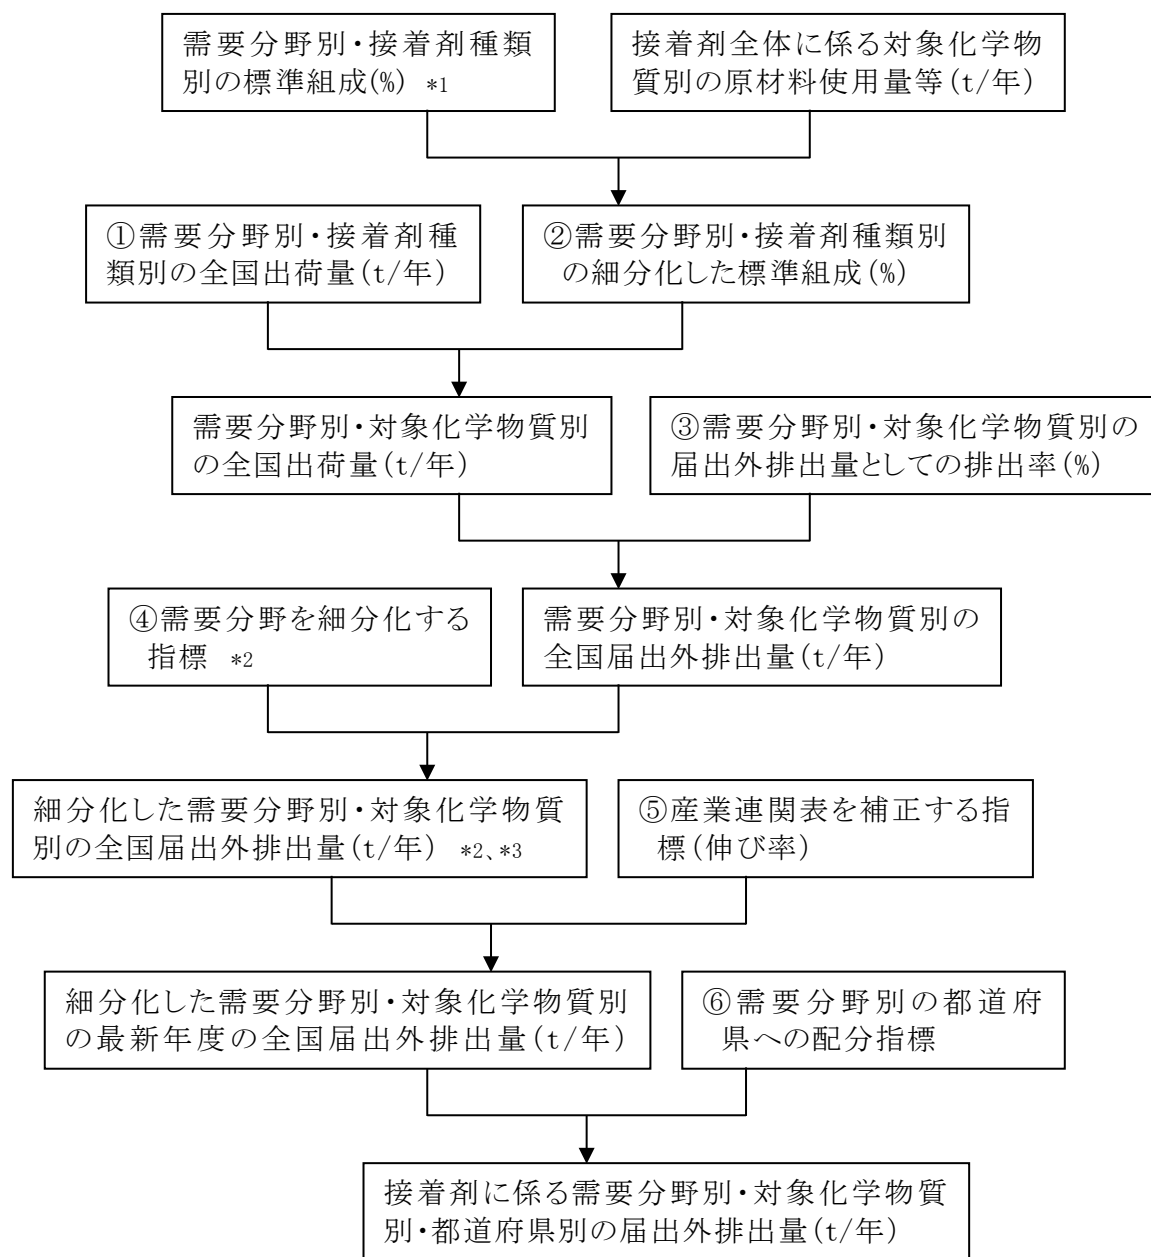 需要分野別・接着剤種類
別の標準組成(%) *1
接着剤全体に係る対象化学物
質別の原材料使用量等(t/年)
①需要分野別・接着剤種
類別の全国出荷量(t/年)
②需要分野別・接着剤種類別
の細分化した標準組成(%)
需要分野別・対象化学物質別
の全国出荷量(t/年)
③需要分野別・対象化学物質別の
届出外排出量としての排出率(%)
④需要分野を細分化する
指標 *2
需要分野別・対象化学物質別の
全国届出外排出量(t/年)
細分化した需要分野別・対象化学物質
別の全国届出外排出量(t/年) *2、*3
⑤産業連関表を補正する指
標(伸び率)
細分化した需要分野別・対象化学物質別
の最新年度の全国届出外排出量(t/年)
⑥需要分野別の都道府
県への配分指標
接着剤に係る需要分野別・対象化学物質
別・都道府県別の届出外排出量(t/年)